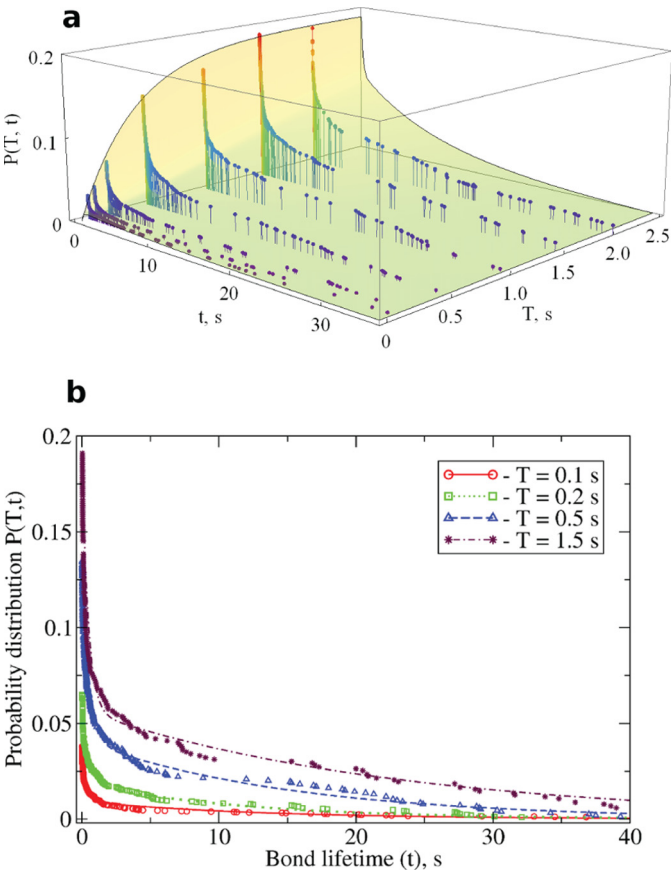 a
0.2
0.1
0
P(T, t)
0
10
20
30
t, s
0
0.5
1.0
1.5
2.0
2.5
T, s
b
0.2
0.15
0.1
0.05
0
Probability distribution P(T,t)
- T = 0.1 s
- T = 0.2 s
- T = 0.5 s
- T = 1.5 s
0 10 20 30 40
Bond lifetime (t), s